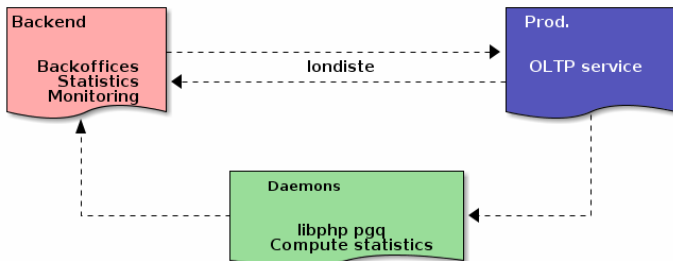 Backend
Backoffices
Statistics
Monitoring
londiste
Prod.
OLTP service
Daemons
libphp pgq
Compute statistics